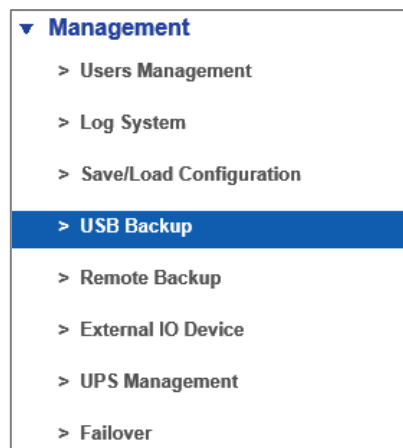 Management
> Users Management
> Log System
> Save/Load Configuration
> USB Backup
> Remote Backup
> External IO Device
> UPS Management
> Failover